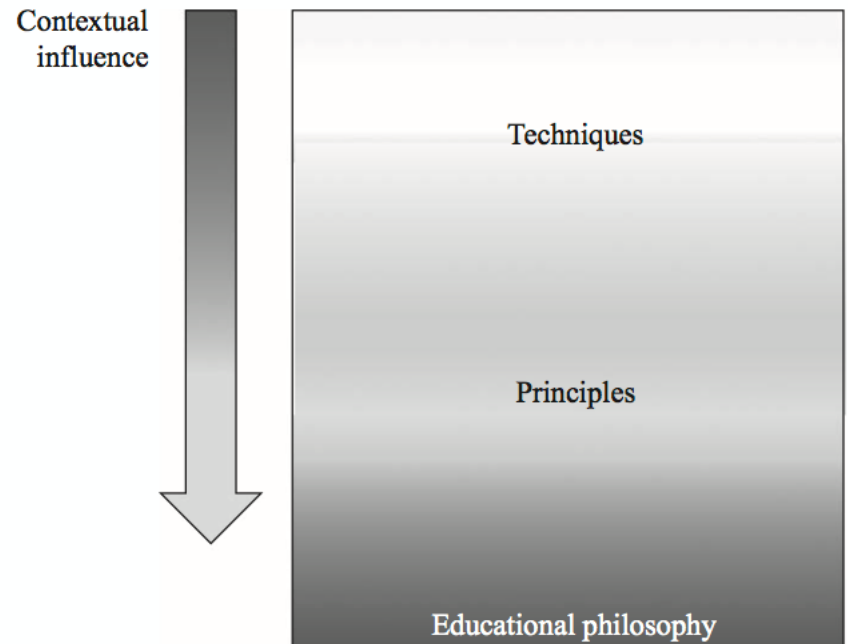 Contextual
influence
Techniques
Principles
Educational philosophy